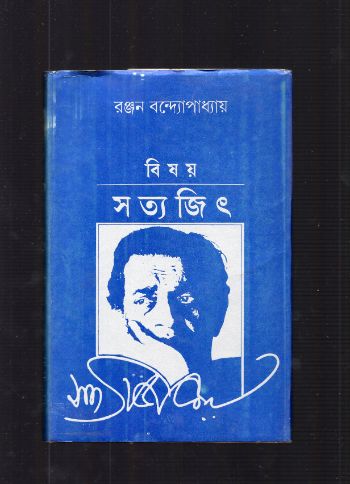 রঞ্জন বন্দ্যোপাধ্যায়
বিষয়
সত্যজিৎ